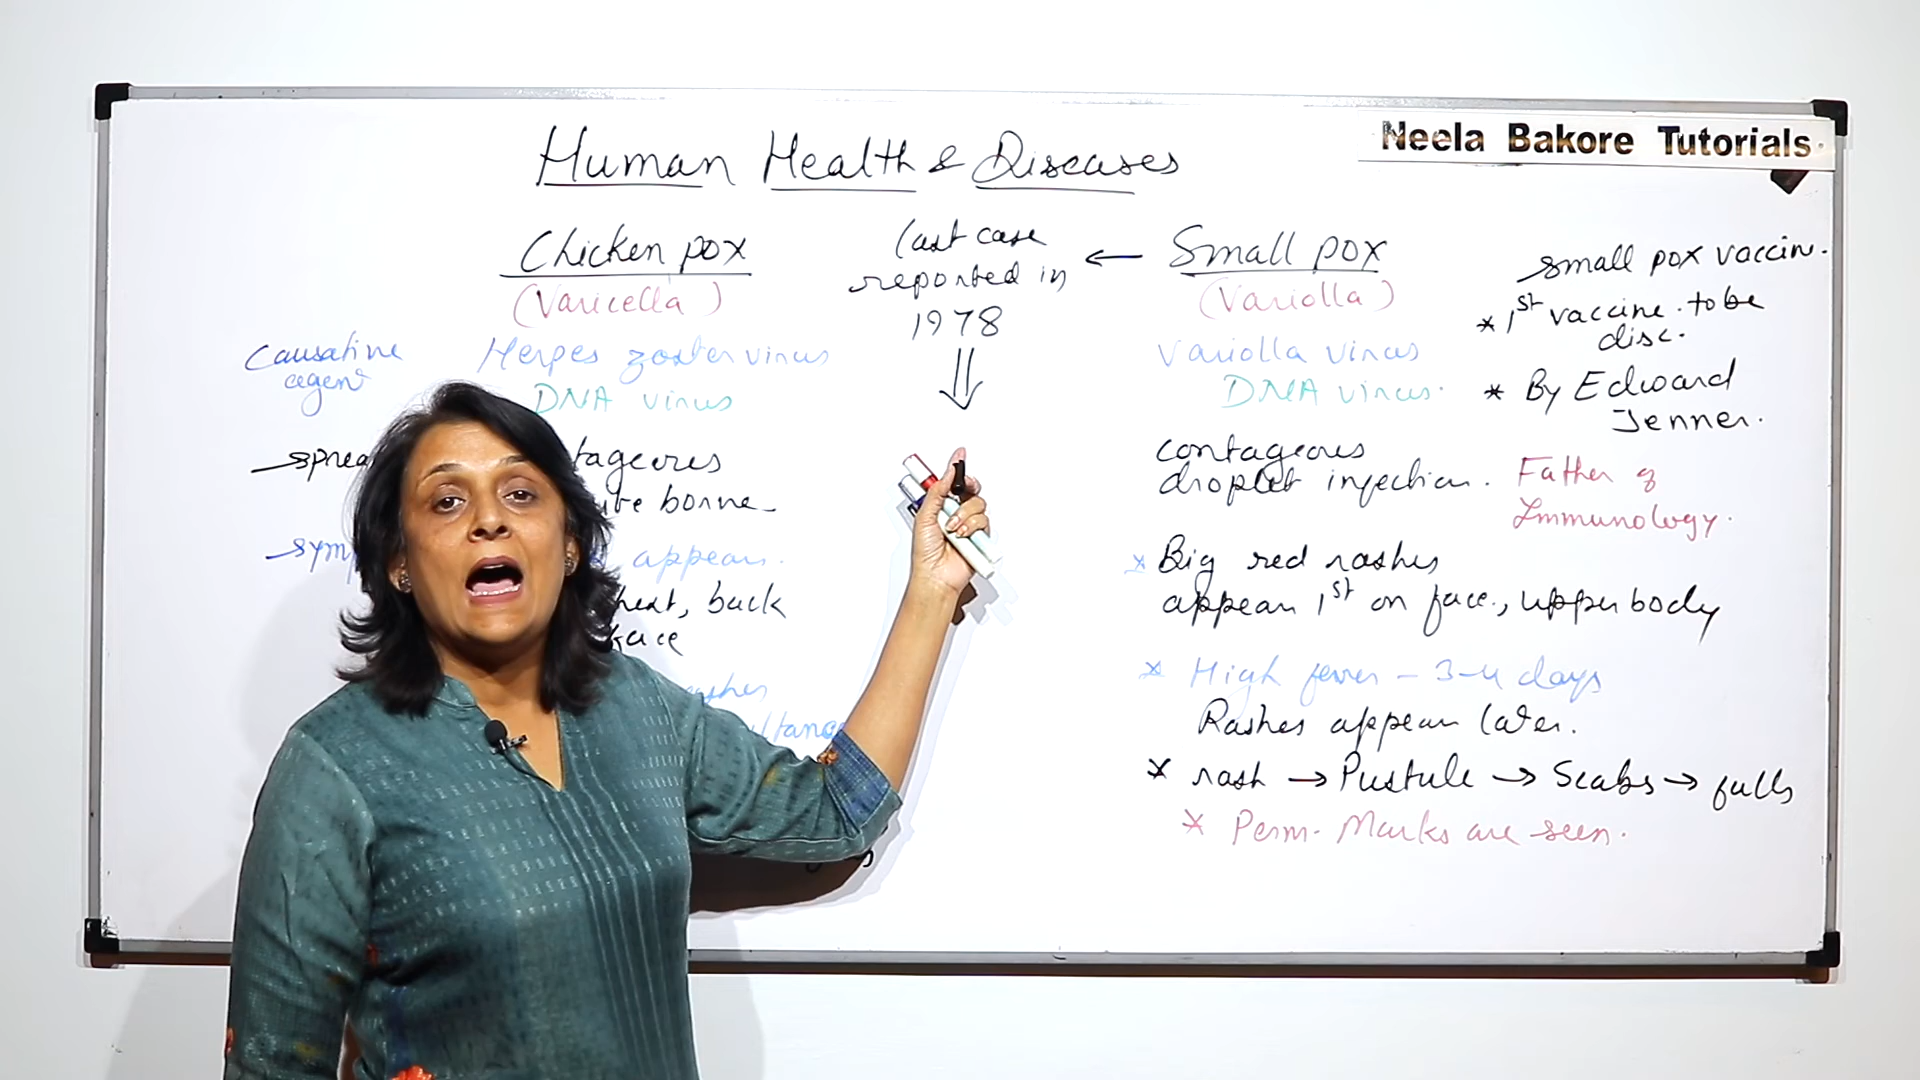 Neela Bakore Tutorials
Human Health & Diseases
Chicken pox
(Varicella)
Causative agent
Herpes zoster virus
DNA virus
tageous
borne
appears.
back
face
last case
reported in
1978
Small pox
(Variolla)
Variolla virus
DNA virus.
contageous
droplet infection.
* Big red rashes
appear 1st on face, upper body
* High fever - 3-4 days
Rashes appear later.
* rash → Pustule → Scabs → falls
* Perm. Marks are seen.
small pox vaccin.
* 1st vaccine to be
disc.
* By Edward
Jenner.
Father of
Immunology.